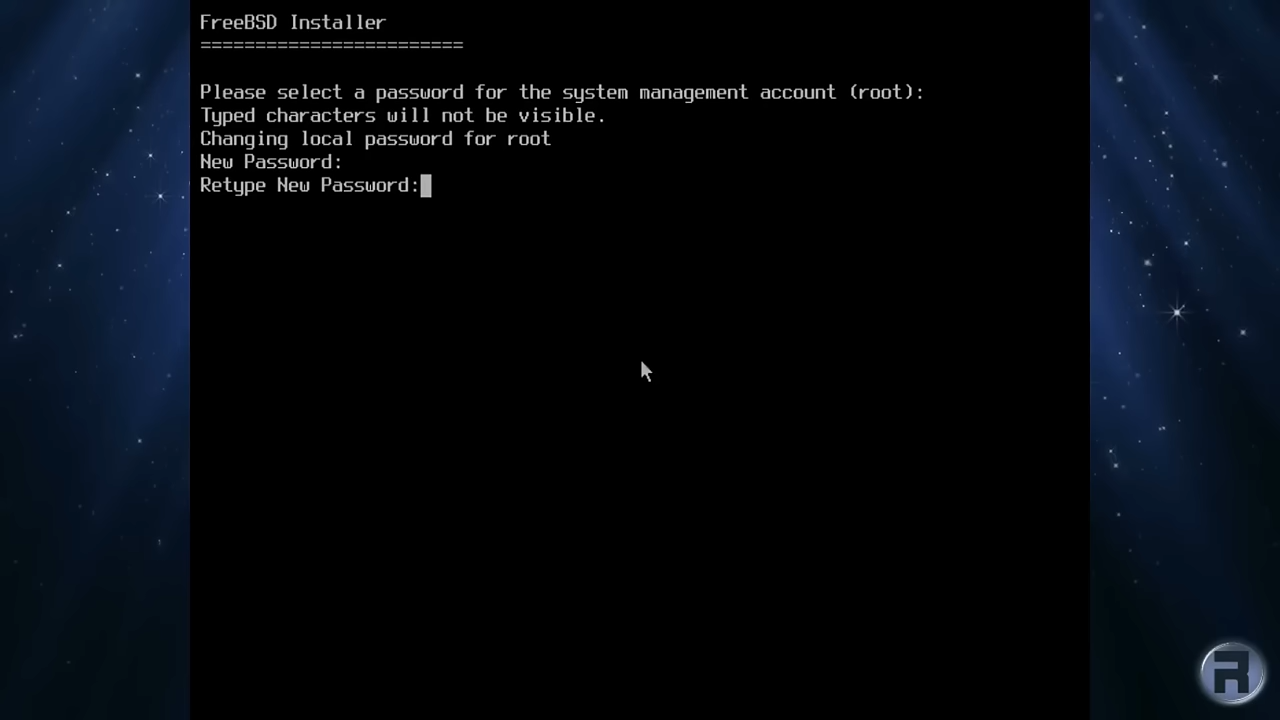 FreeBSD Installer
========================
Please select a password for the system management account (root):
Typed characters will not be visible.
Changing local password for root
New Password:
Retype New Password:
R